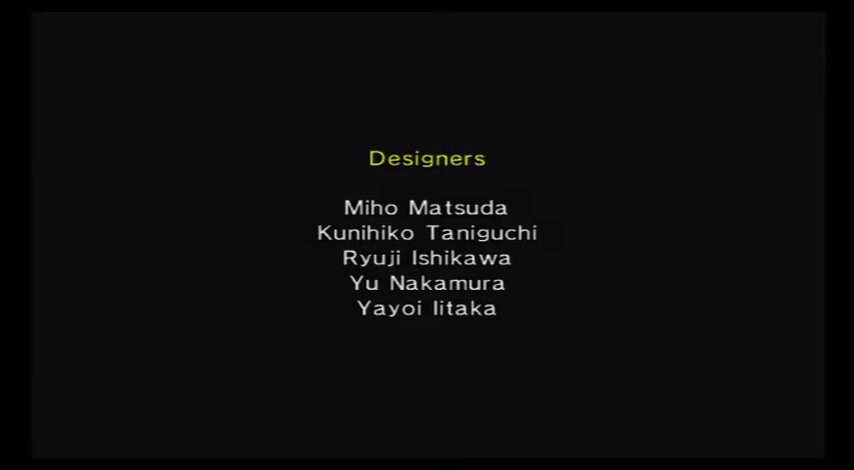 Designers
Miho Matsuda
Kunihiko Taniguchi
Ryuji Ishikawa
Yu Nakamura
Yayoi Iitaka